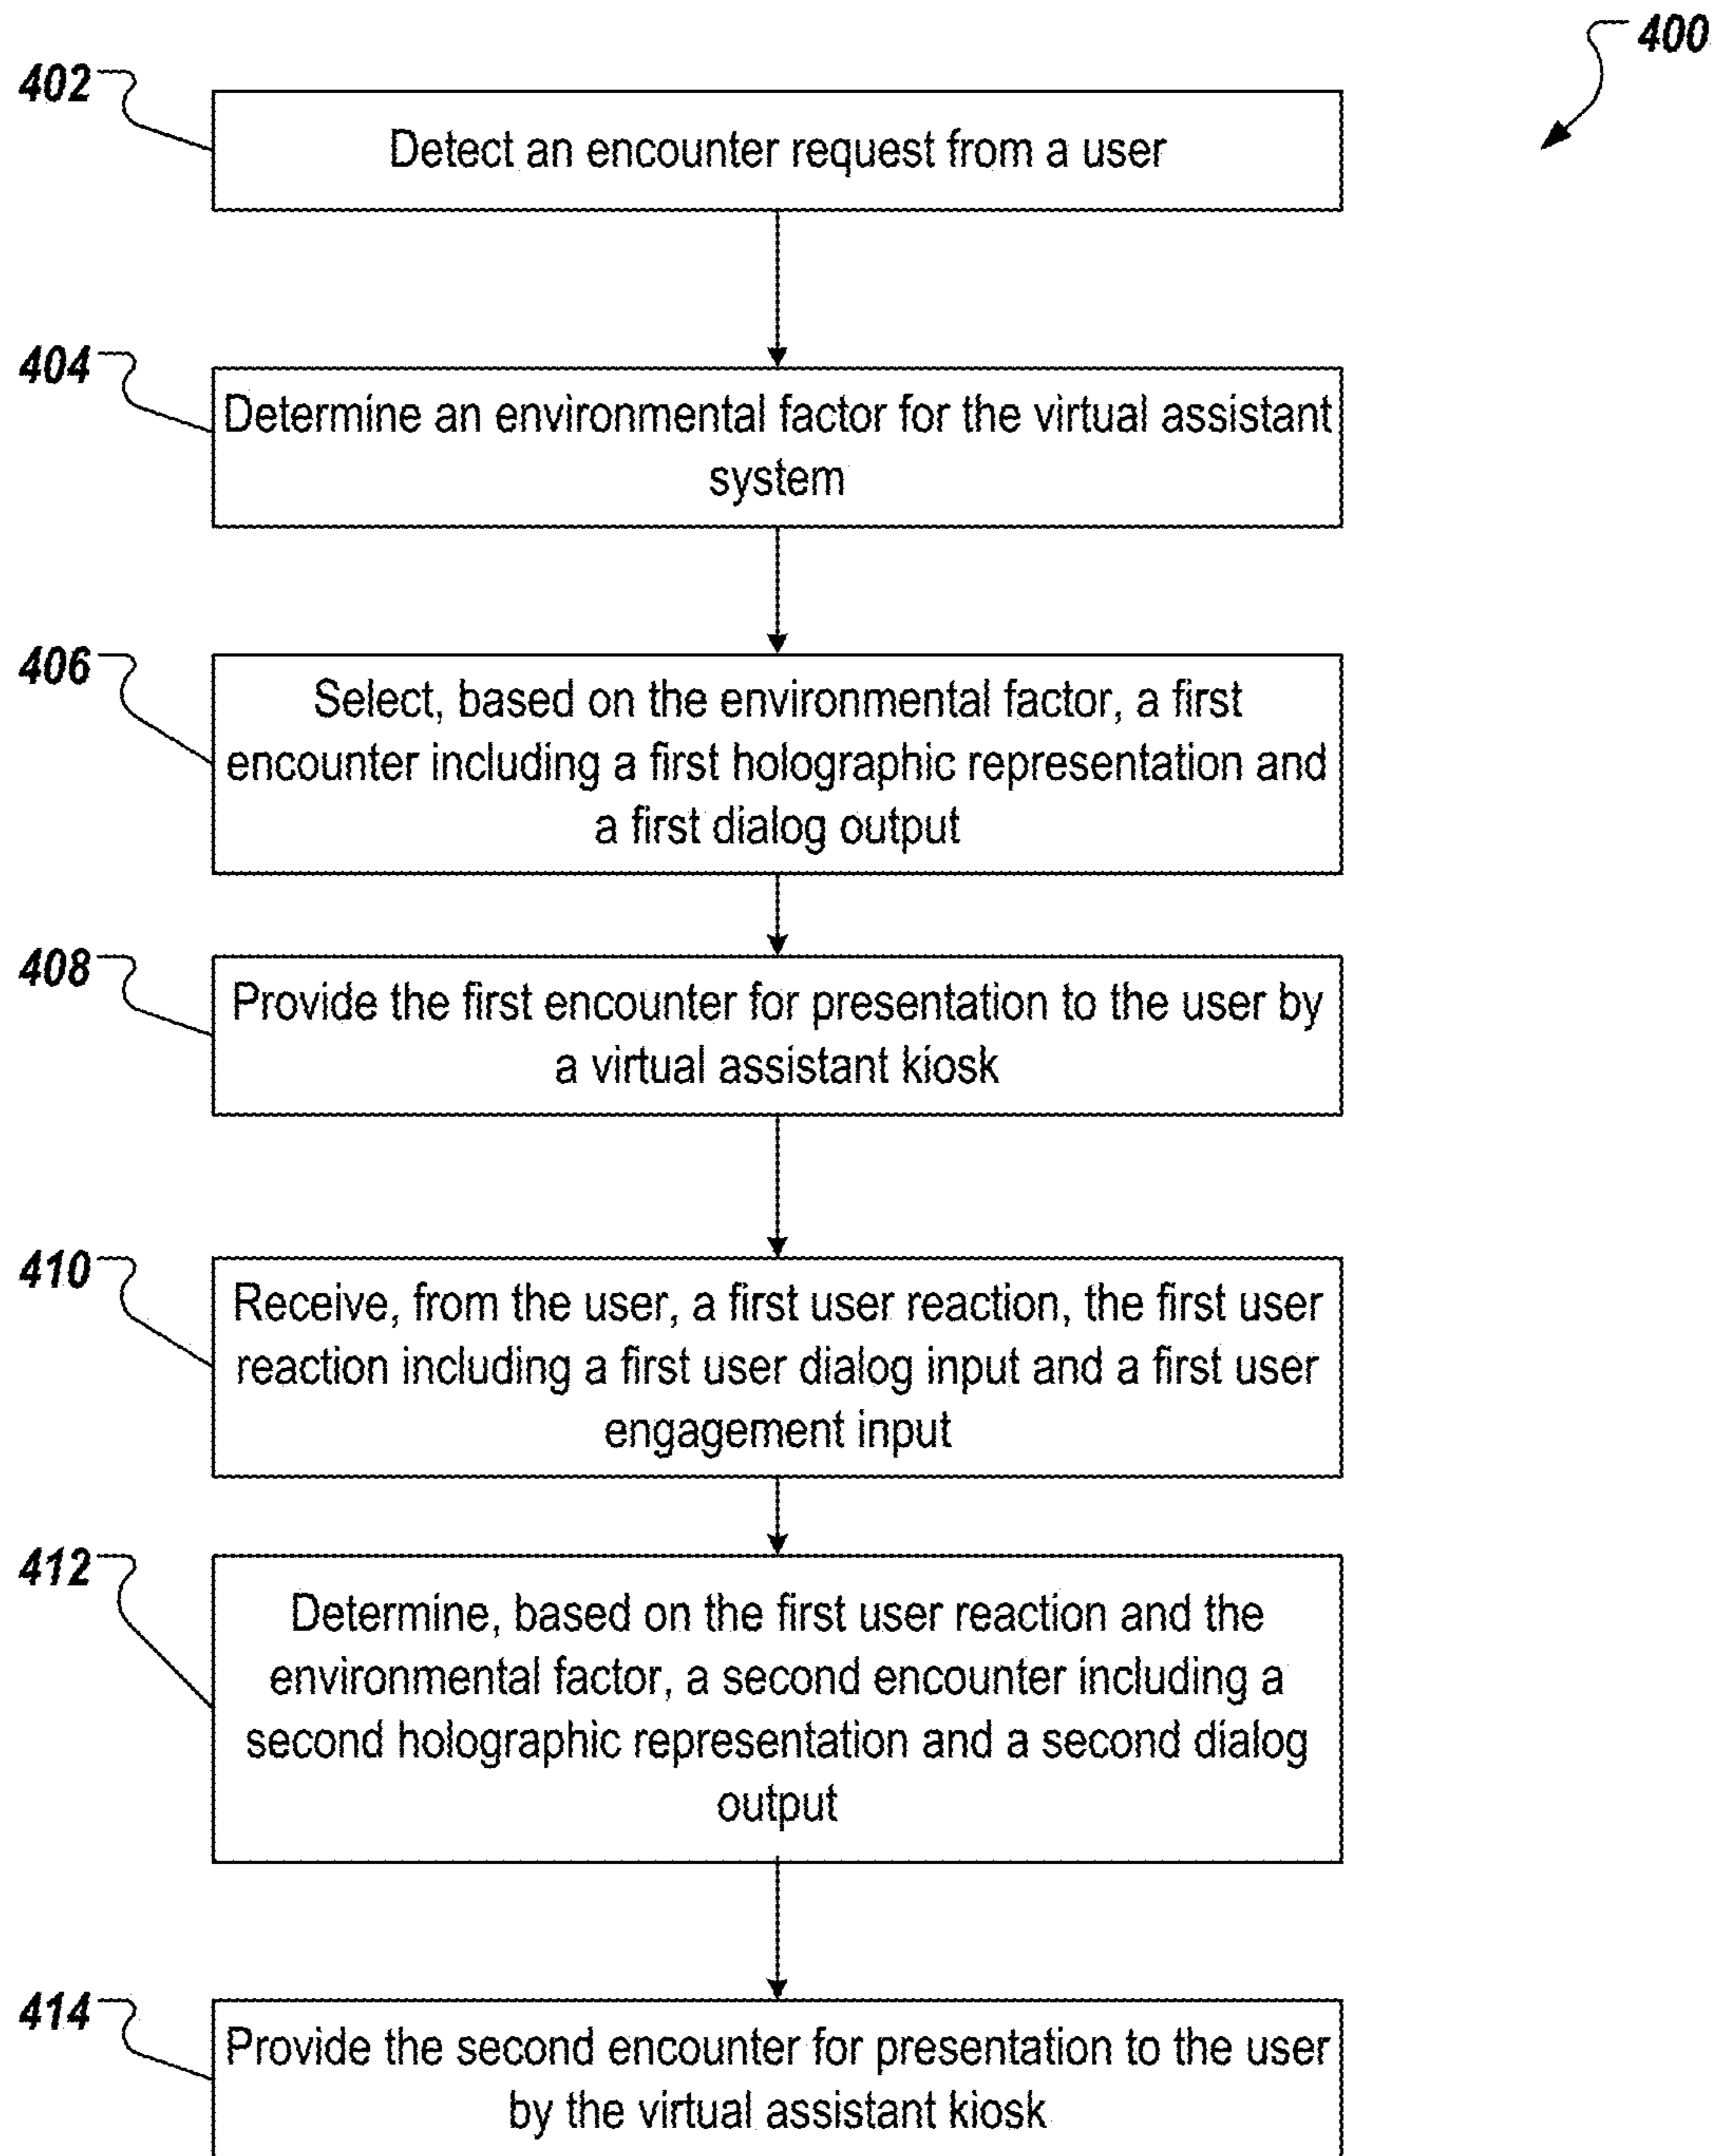 400
402
Detect an encounter request from a user
404
Determine an environmental factor for the virtual assistant
system
406
Select, based on the environmental factor, a first
encounter including a first holographic representation and
a first dialog output
408
Provide the first encounter for presentation to the user by
a virtual assistant kiosk
410
Receive, from the user, a first user reaction, the first user
reaction including a first user dialog input and a first user
engagement input
412
Determine, based on the first user reaction and the
environmental factor, a second encounter including a
second holographic representation and a second dialog
output
414
Provide the second encounter for presentation to the user
by the virtual assistant kiosk